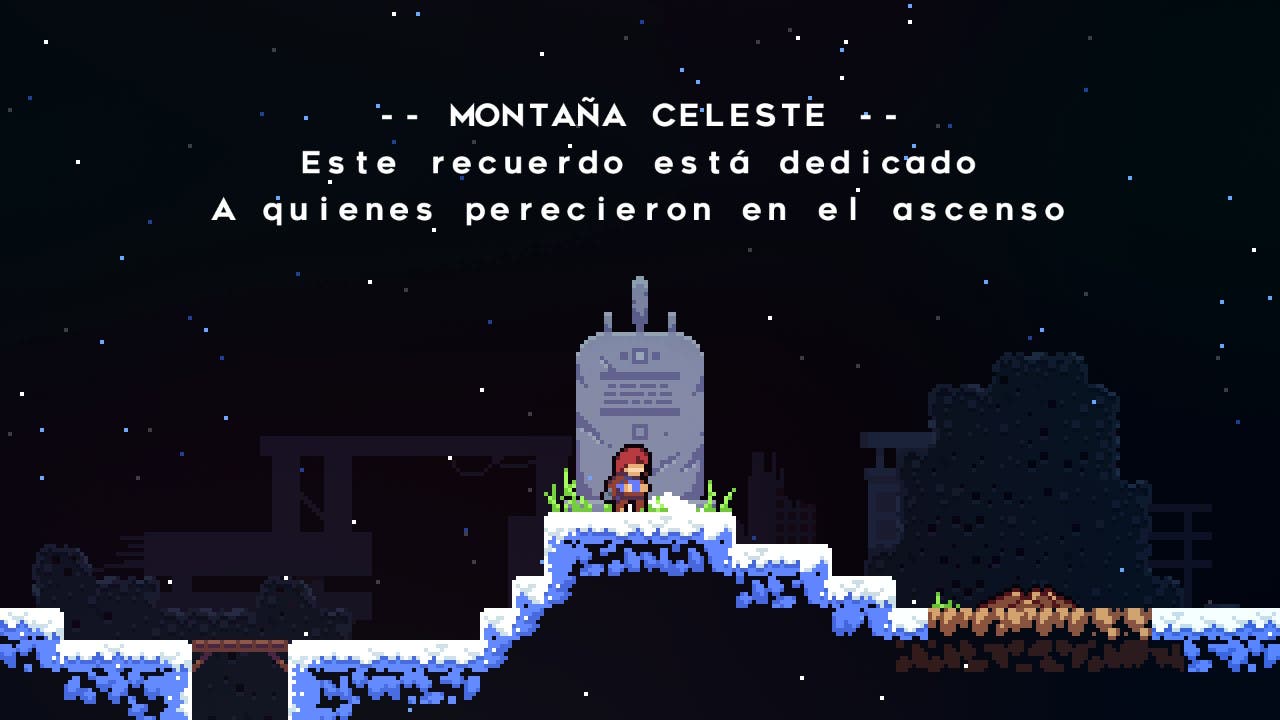 -- MONTAÑA CELESTE --
Este recuerdo está dedicado
A quienes perecieron en el ascenso